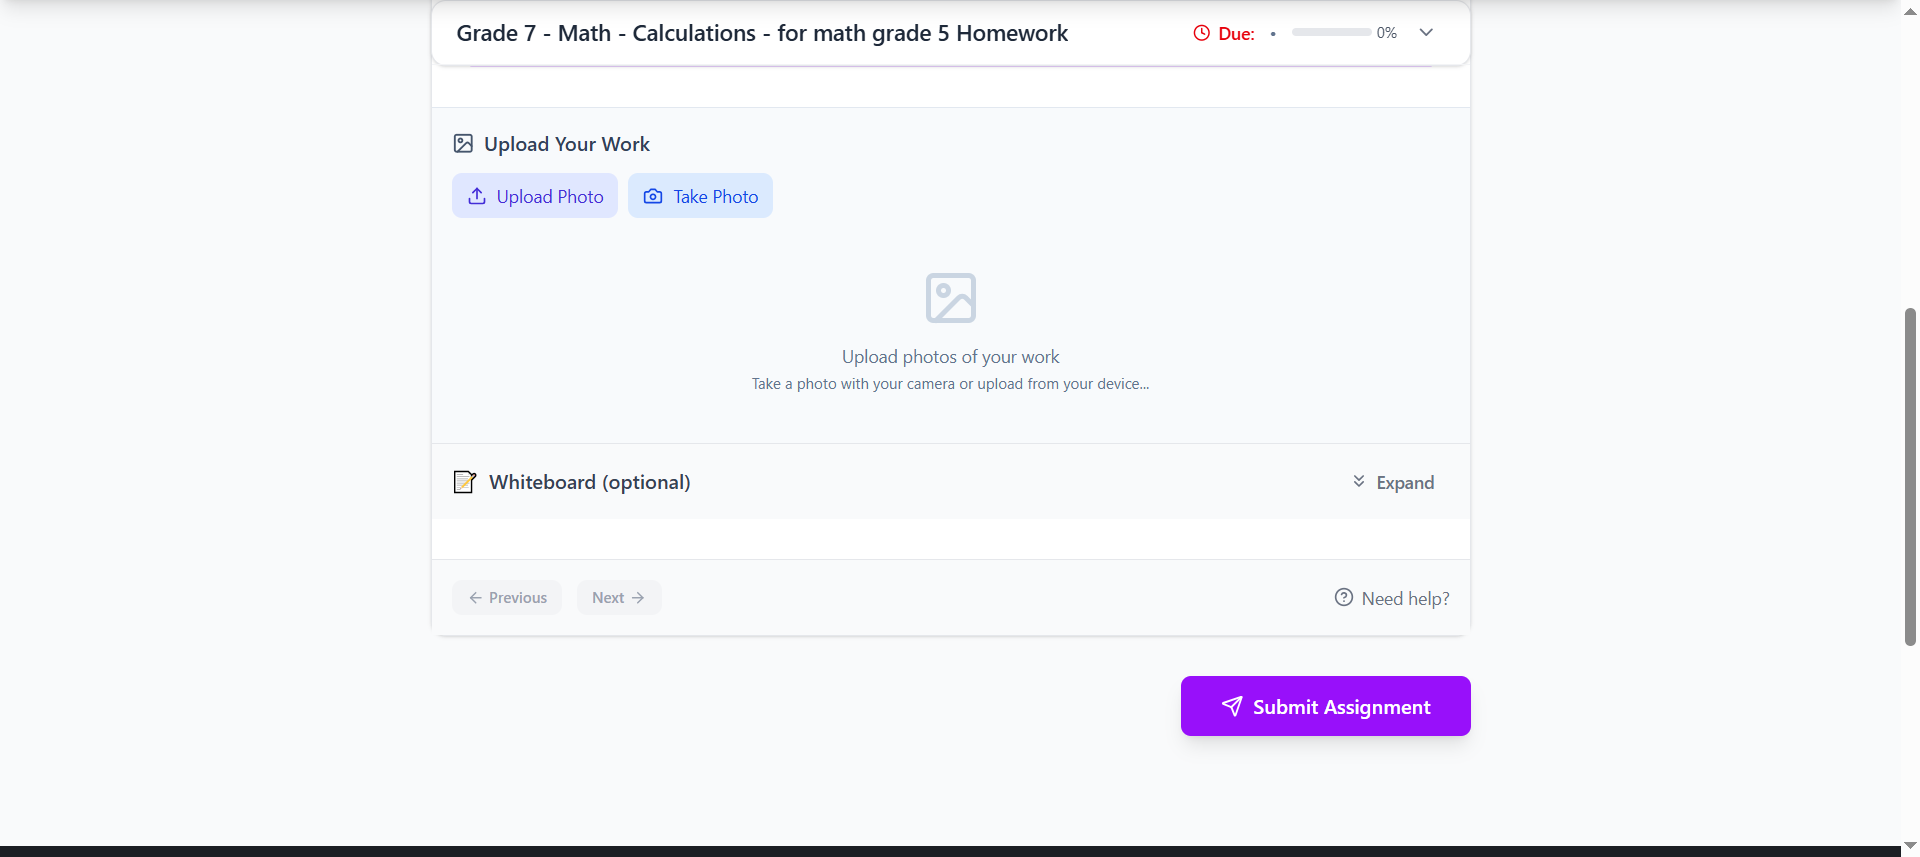 Grade 7 - Math - Calculations - for math grade 5 Homework
Due: • 0%
Upload Your Work
Upload Photo
Take Photo
Upload photos of your work
Take a photo with your camera or upload from your device...
Whiteboard (optional)
Expand
Previous
Next
Need help?
Submit Assignment